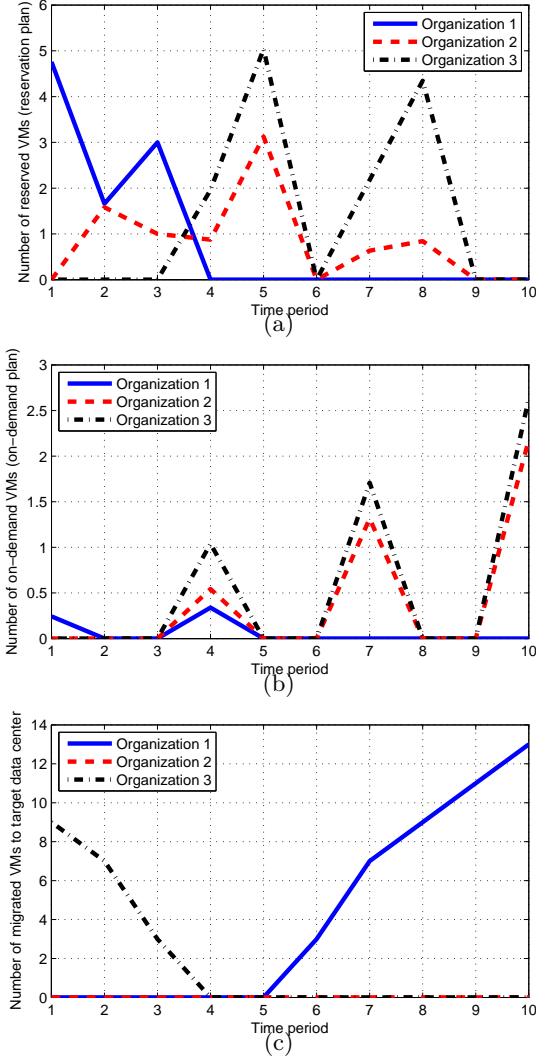 Number of reserved VMs (reservation plan)
6
5
4
3
2
1
0
Organization 1
Organization 2
Organization 3
1 2 3 4 5 6 7 8 9 10
Time period
(a)
Number of on-demand VMs (on-demand plan)
3
2.5
2
1.5
1
0.5
0
Organization 1
Organization 2
Organization 3
1 2 3 4 5 6 7 8 9 10
Time period
(b)
Number of migrated VMs to target data center
14
12
10
8
6
4
2
0
Organization 1
Organization 2
Organization 3
1 2 3 4 5 6 7 8 9 10
Time period
(c)